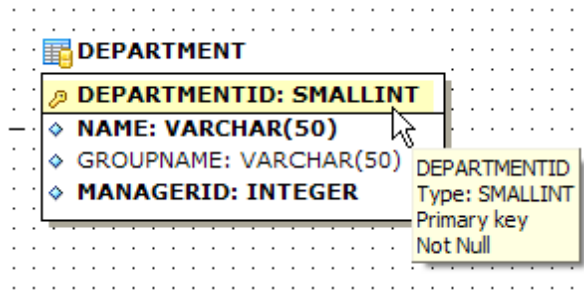 DEPARTMENT
DEPARTMENTID: SMALLINT
NAME: VARCHAR(50)
GROUPNAME: VARCHAR(50)
MANAGERID: INTEGER
DEPARTMENTID
Type: SMALLINT
Primary key
Not Null